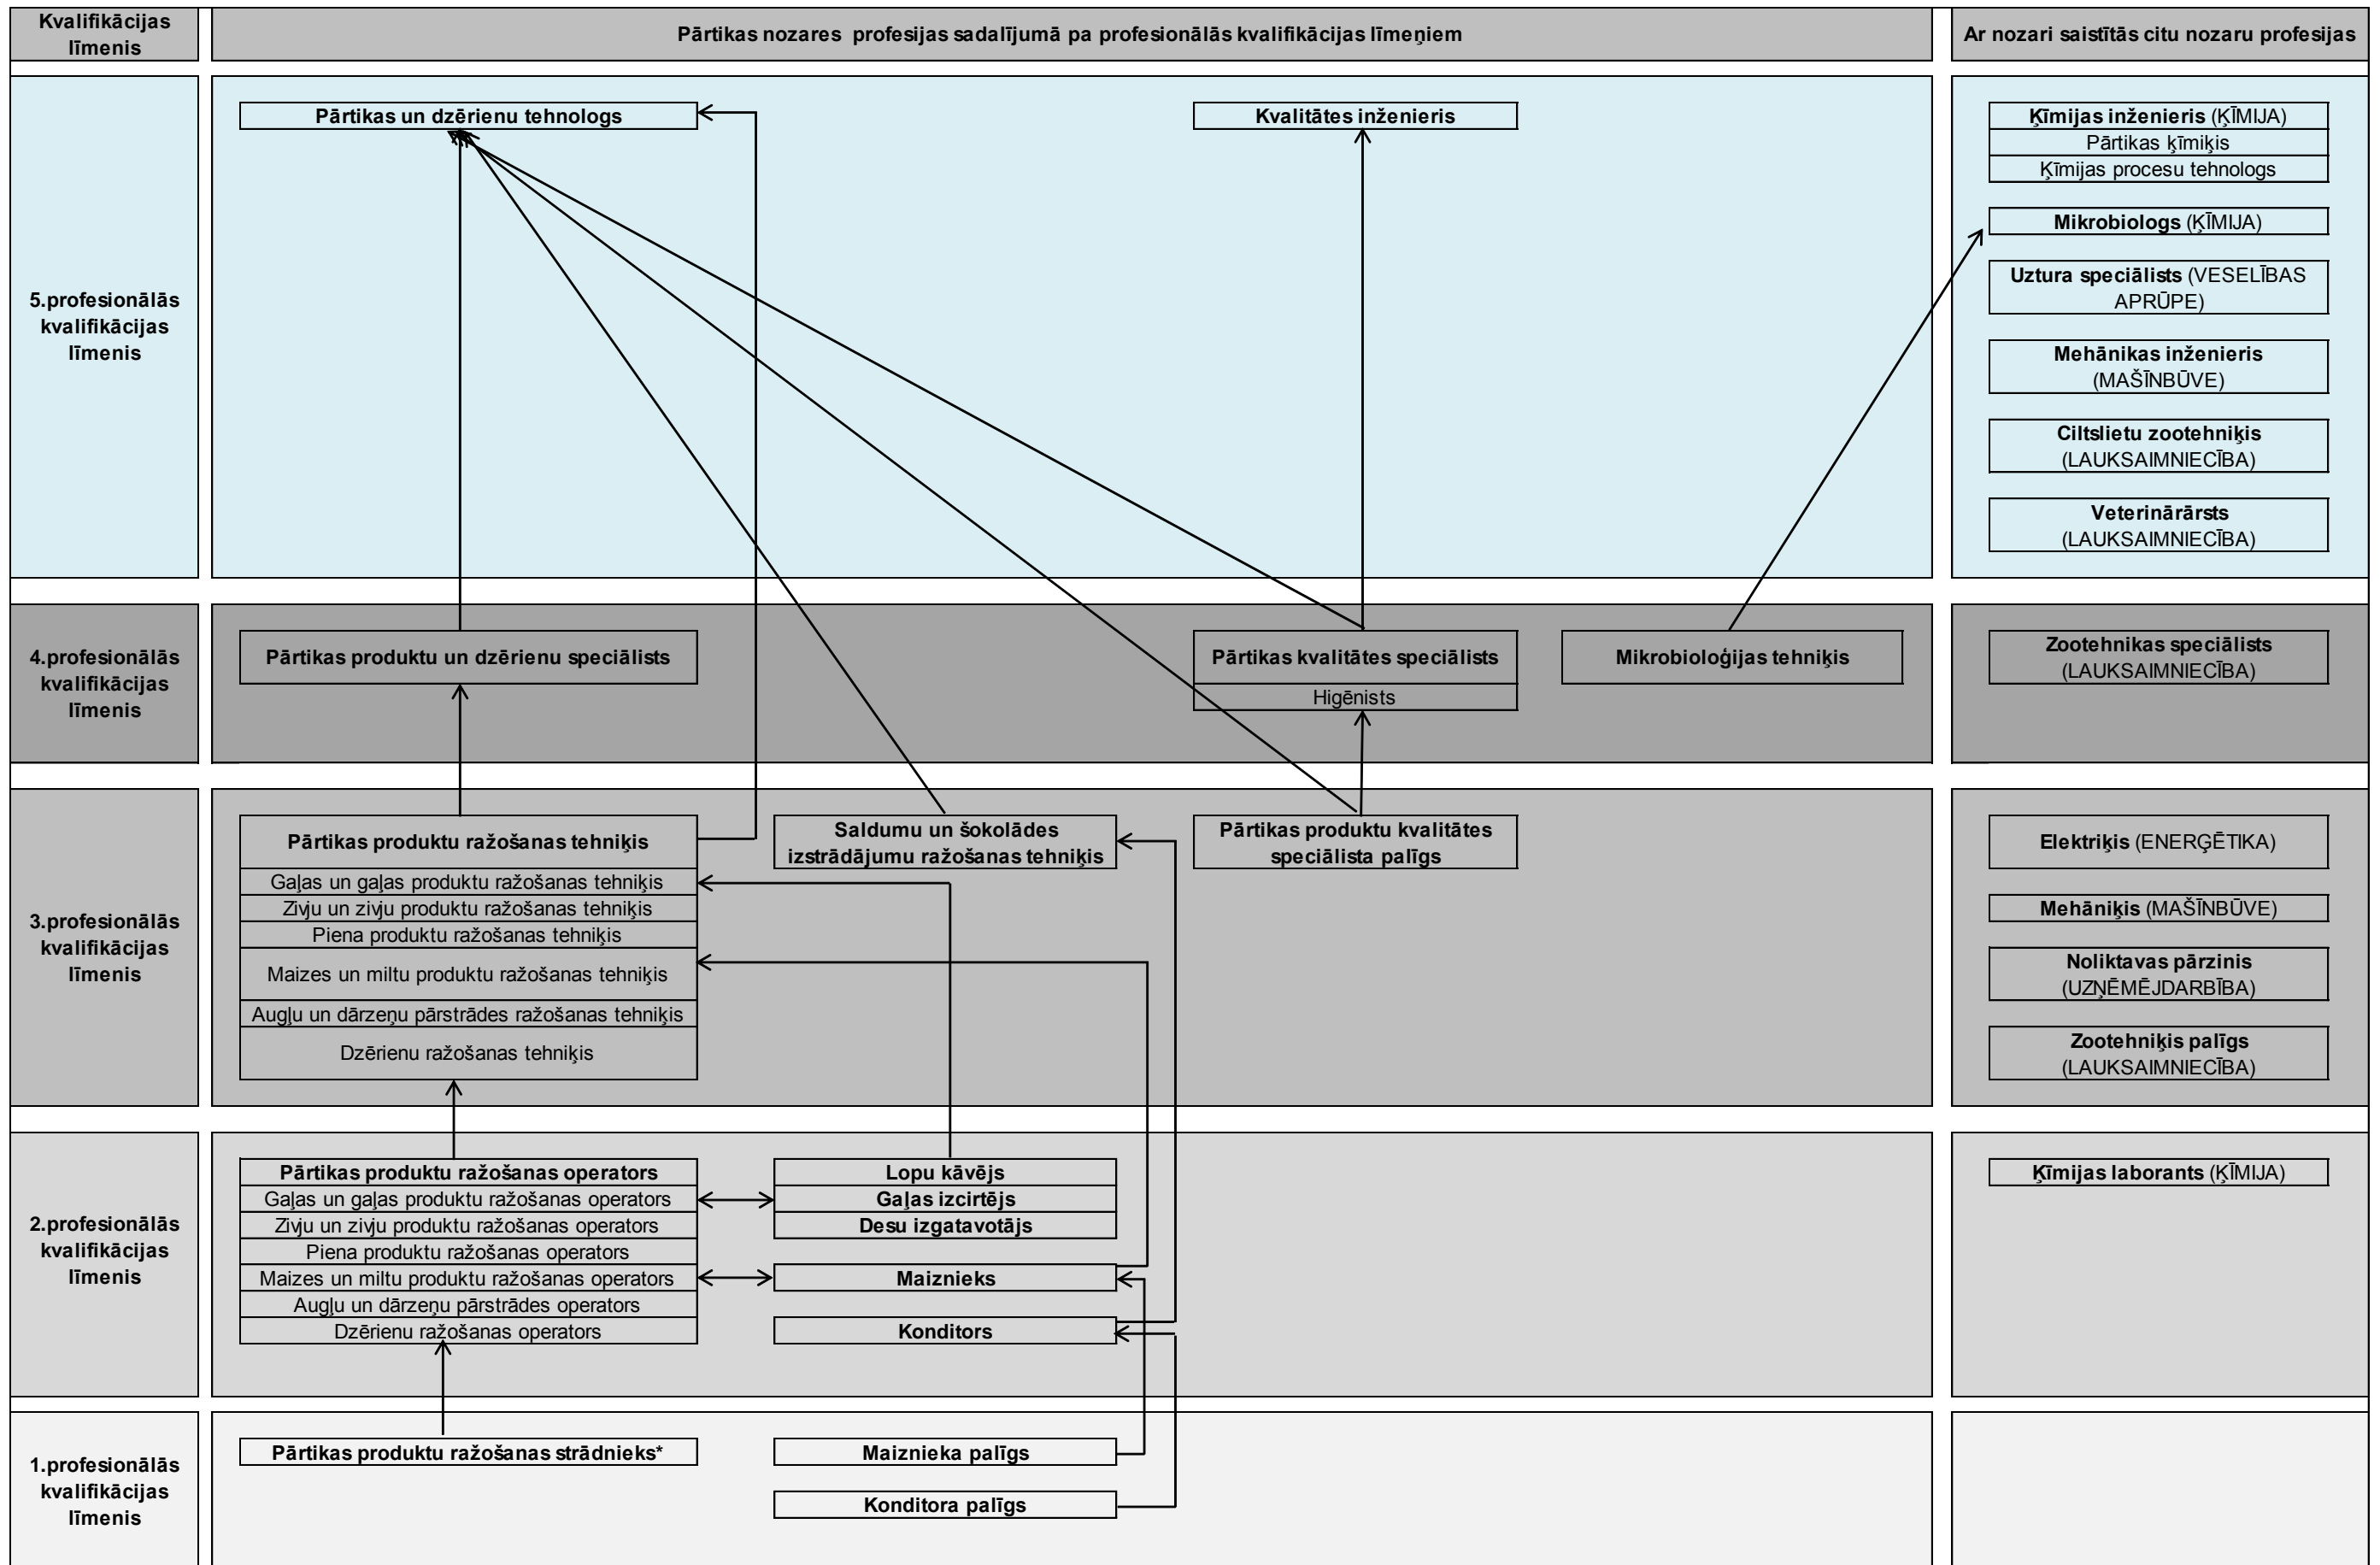 Kvalifikācijas
līmenis
Pārtikas nozares profesijas sadalījumā pa profesionālās kvalifikācijas līmeņiem
Ar nozari saistītās citu nozaru profesijas
5.profesionālās
kvalifikācijas
līmenis
Pārtikas un dzērienu tehnologs
Kvalitātes inženieris
Ķīmijas inženieris (ĶĪMIJA)
Pārtikas ķīmiķis
Ķīmijas procesu tehnologs
Mikrobiologs (ĶĪMIJA)
Uztura speciālists (VESELĪBAS
APRŪPE)
Mehānikas inženieris
(MAŠĪNBŪVE)
Ciltslietu zootehniķis
(LAUKSAIMNIECĪBA)
Veterinārārsts
(LAUKSAIMNIECĪBA)
4.profesionālās
kvalifikācijas
līmenis
Pārtikas produktu un dzērienu speciālists
Pārtikas kvalitātes speciālists
Higēnists
Mikrobioloģijas tehniķis
Zootehnikas speciālists
(LAUKSAIMNIECĪBA)
3.profesionālās
kvalifikācijas
līmenis
Pārtikas produktu ražošanas tehniķis
Gaļas un gaļas produktu ražošanas tehniķis
Zivju un zivju produktu ražošanas tehniķis
Piena produktu ražošanas tehniķis
Maizes un miltu produktu ražošanas tehniķis
Augļu un dārzeņu pārstrādes ražošanas tehniķis
Dzērienu ražošanas tehniķis
Saldumu un šokolādes
izstrādājumu ražošanas tehniķis
Pārtikas produktu kvalitātes
speciālista palīgs
Elektriķis (ENERĢĒTIKA)
Mehāniķis (MAŠĪNBŪVE)
Noliktavas pārzinis
(UZŅĒMĒJDARBĪBA)
Zootehniķis palīgs
(LAUKSAIMNIECĪBA)
2.profesionālās
kvalifikācijas
līmenis
Pārtikas produktu ražošanas operators
Gaļas un gaļas produktu ražošanas operators
Zivju un zivju produktu ražošanas operators
Piena produktu ražošanas operators
Maizes un miltu produktu ražošanas operators
Augļu un dārzeņu pārstrādes operators
Dzērienu ražošanas operators
Lopu kāvējs
Gaļas izcirtējs
Desu izgatavotājs
Maiznieks
Konditors
Ķīmijas laborants (ĶĪMIJA)
1.profesionālās
kvalifikācijas
līmenis
Pārtikas produktu ražošanas strādnieks*
Maiznieka palīgs
Konditora palīgs